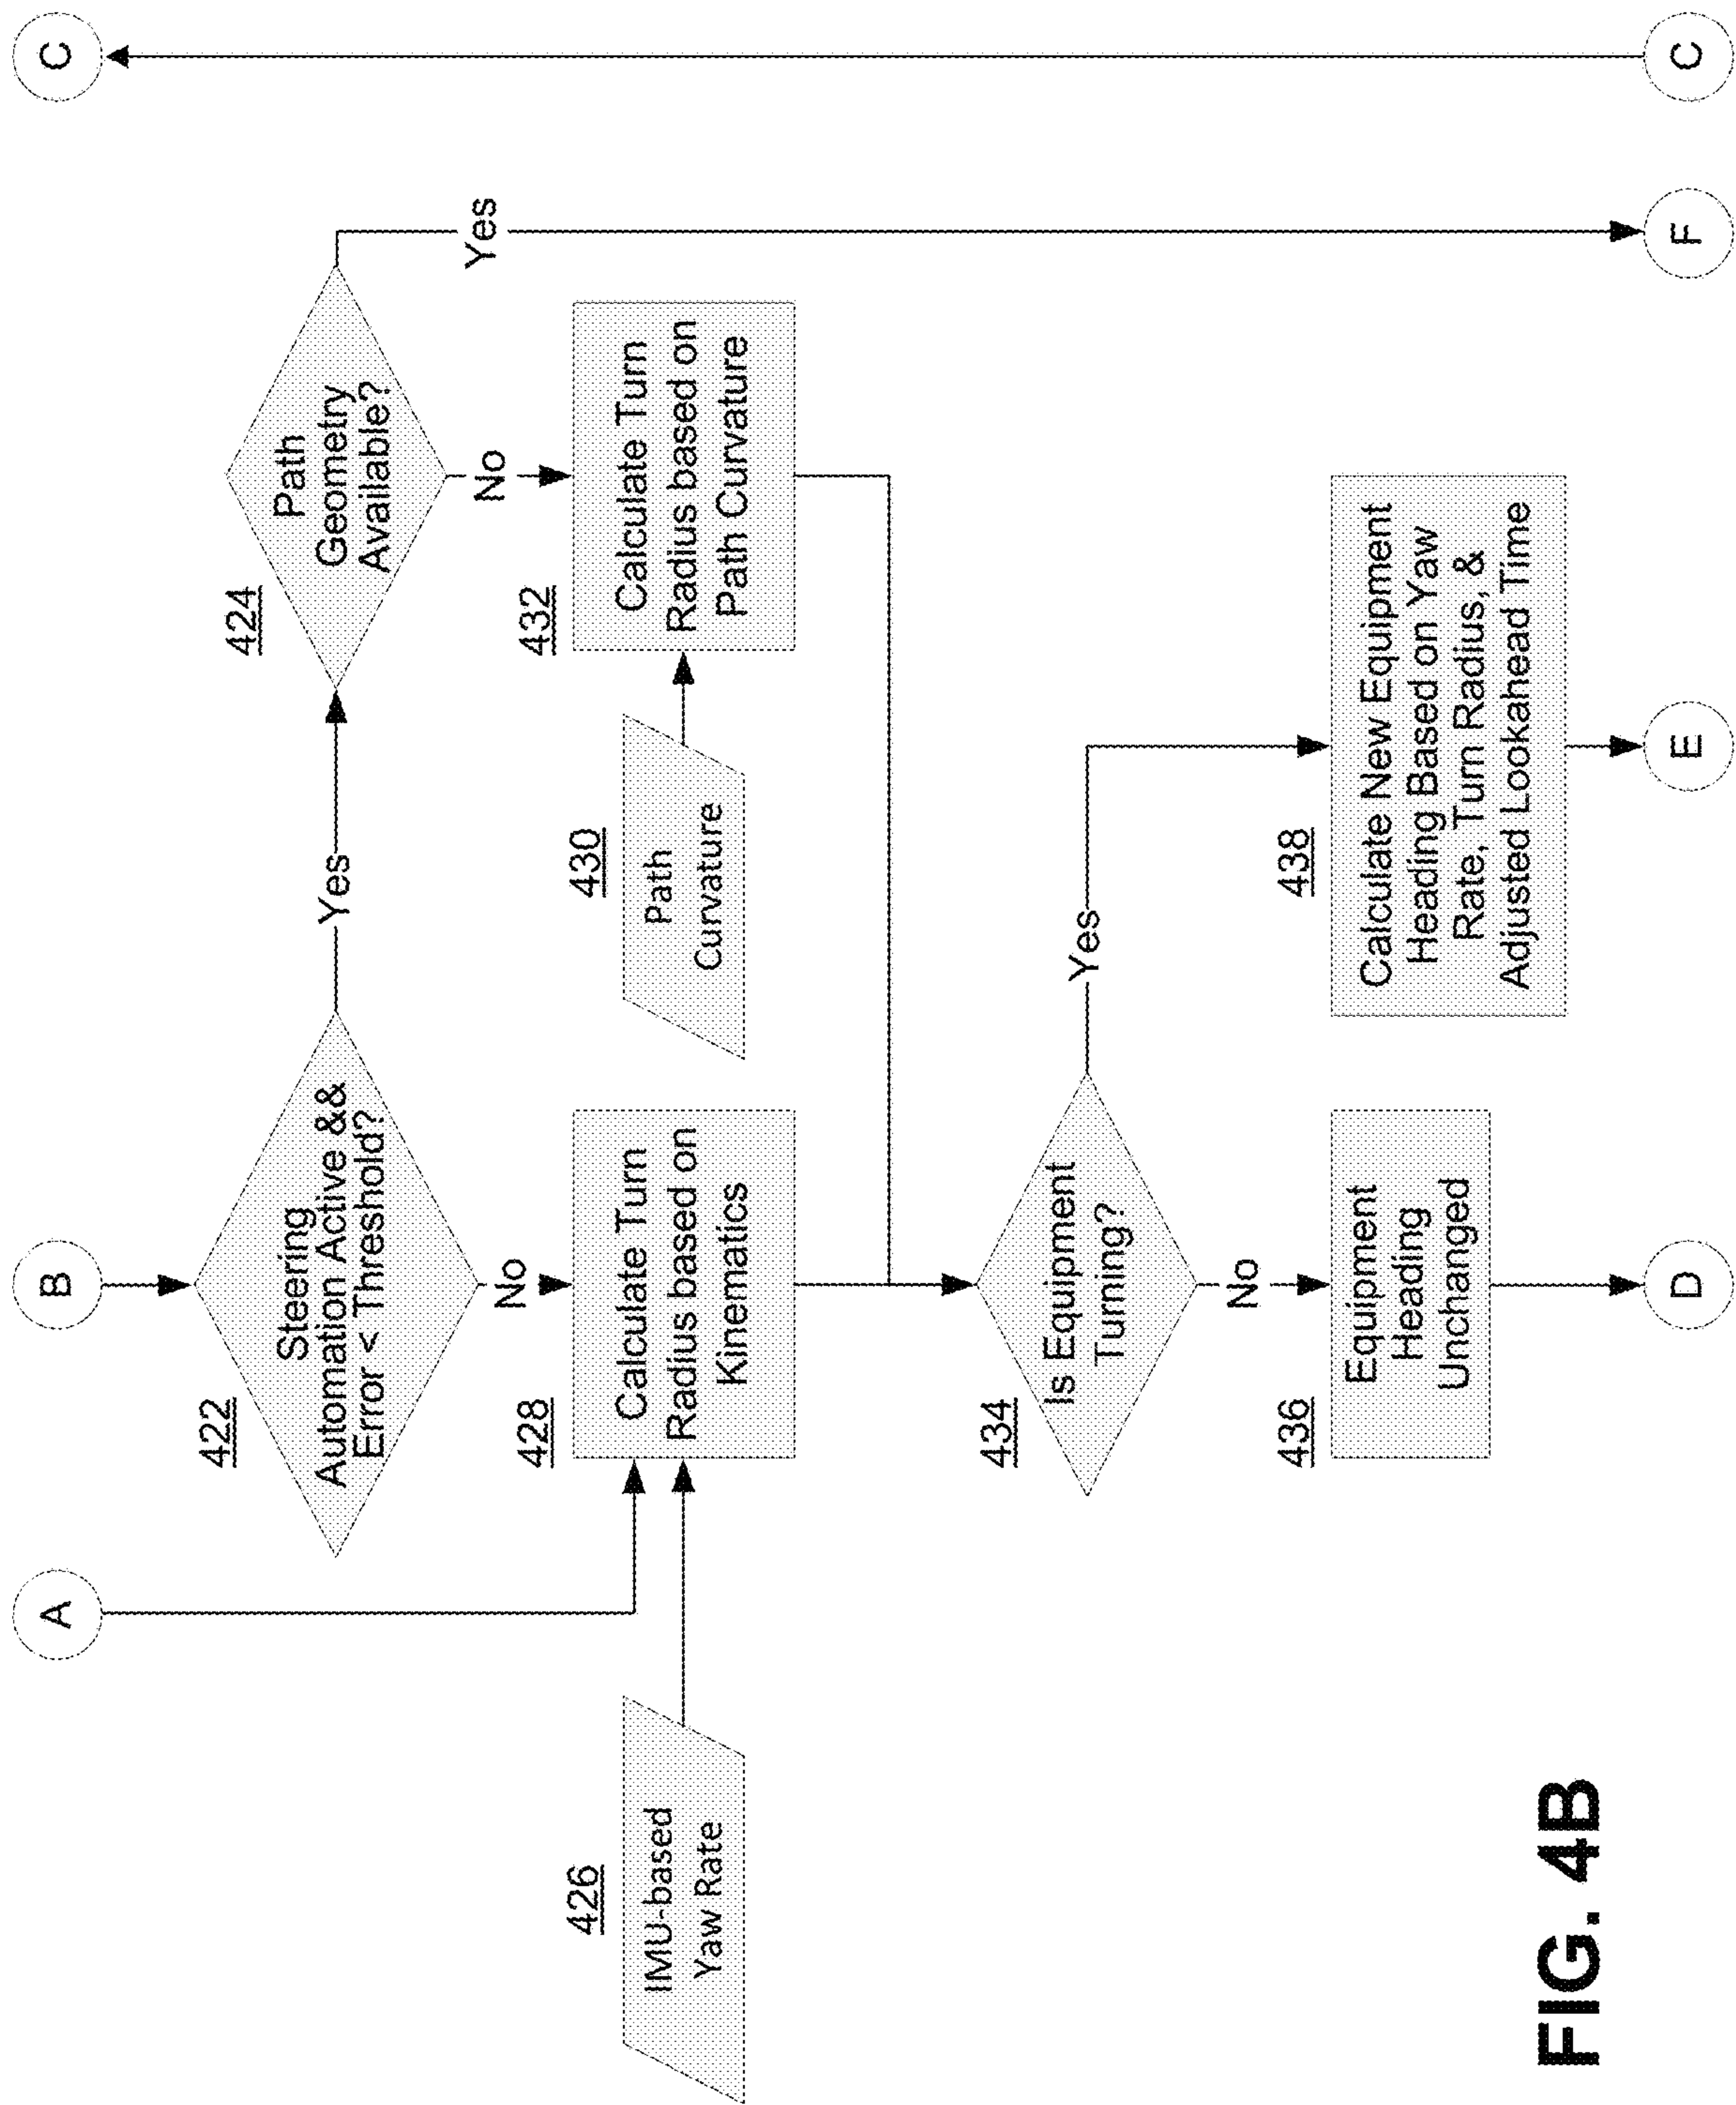 A
B
C
422
Steering
Automation Active &&
Error < Threshold?
Yes
424
Path
Geometry
Available?
Yes
No
No
426
IMU-based
Yaw Rate
428
Calculate Turn
Radius based on
Kinematics
430
Path
Curvature
432
Calculate Turn
Radius based on
Path Curvature
434
Is Equipment
Turning?
Yes
No
436
Equipment
Heading
Unchanged
438
Calculate New Equipment
Heading Based on Yaw
Rate, Turn Radius, &
Adjusted Lookahead Time
D
E
F
C
FIG. 4B